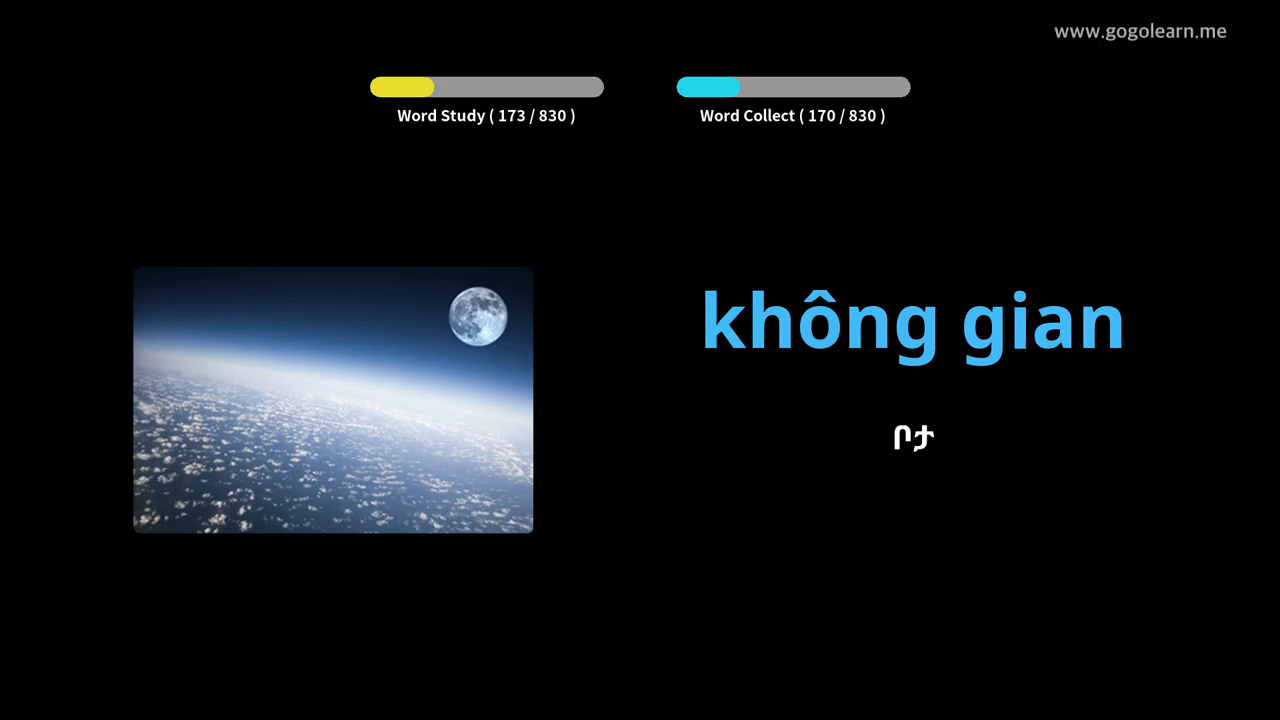 www.gogolearn.me
Word Study ( 173 / 830 )
Word Collect ( 170 / 830 )
không gian
ቦታ